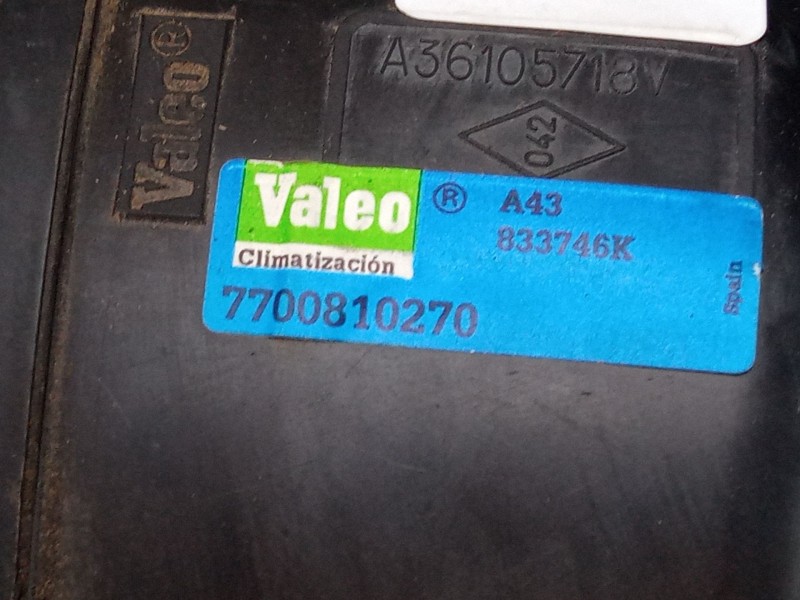 Valeo®
A36105718V
042
Valeo ® A43
833746K
Climatización
7700810270
Spain